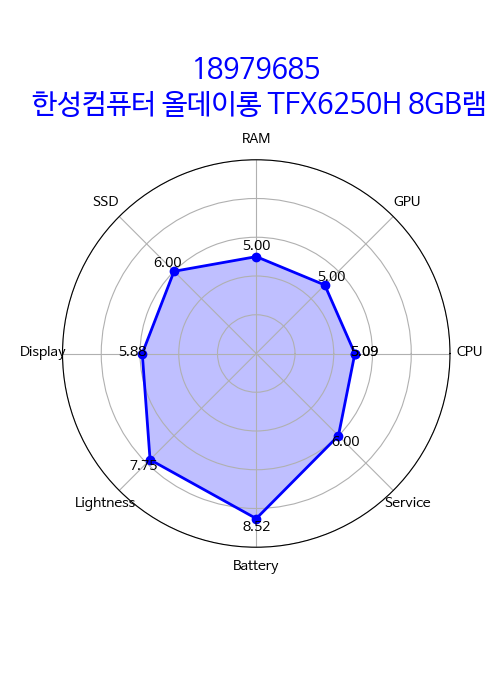 18979685
한성컴퓨터 올데이롱 TFX6250H 8GB램
RAM
SSD
GPU
5.00
6.00
5.00
Display
5.88
5.09
CPU
6.00
7.73
Lightness
Service
8.52
Battery